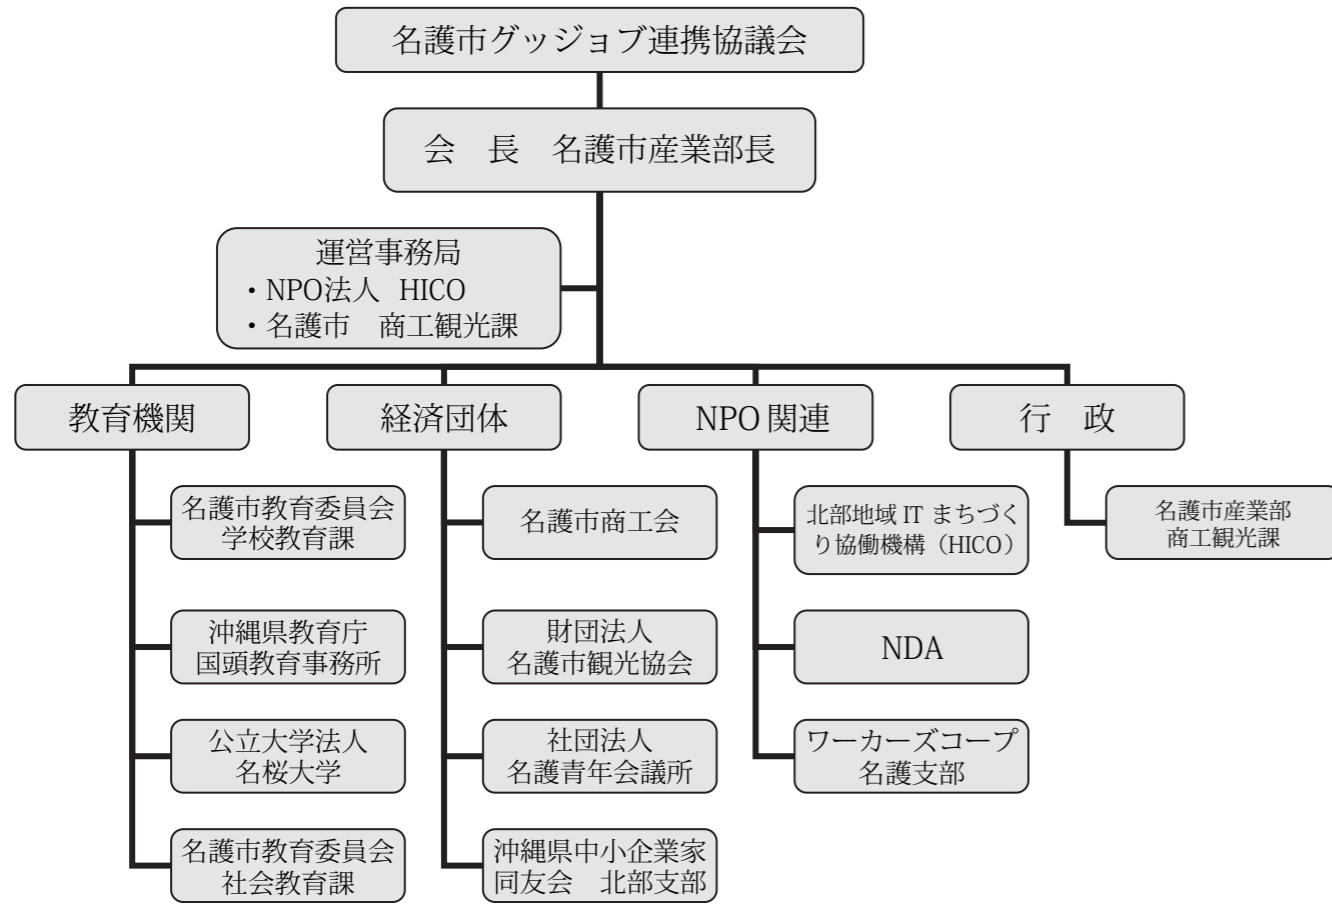 名護市グッジョブ連携協議会
会　長　名護市産業部長
運営事務局
・NPO法人 HICO
・名護市　商工観光課
教育機関
名護市教育委員会
学校教育課
沖縄県教育庁
国頭教育事務所
公立大学法人
名桜大学
名護市教育委員会
社会教育課
経済団体
名護市商工会
財団法人
名護市観光協会
社団法人
名護青年会議所
沖縄県中小企業家
同友会　北部支部
NPO 関連
北部地域 IT まちづく
り協働機構（HICO）
NDA
ワーカーズコープ
名護支部
行　政
名護市産業部
商工観光課